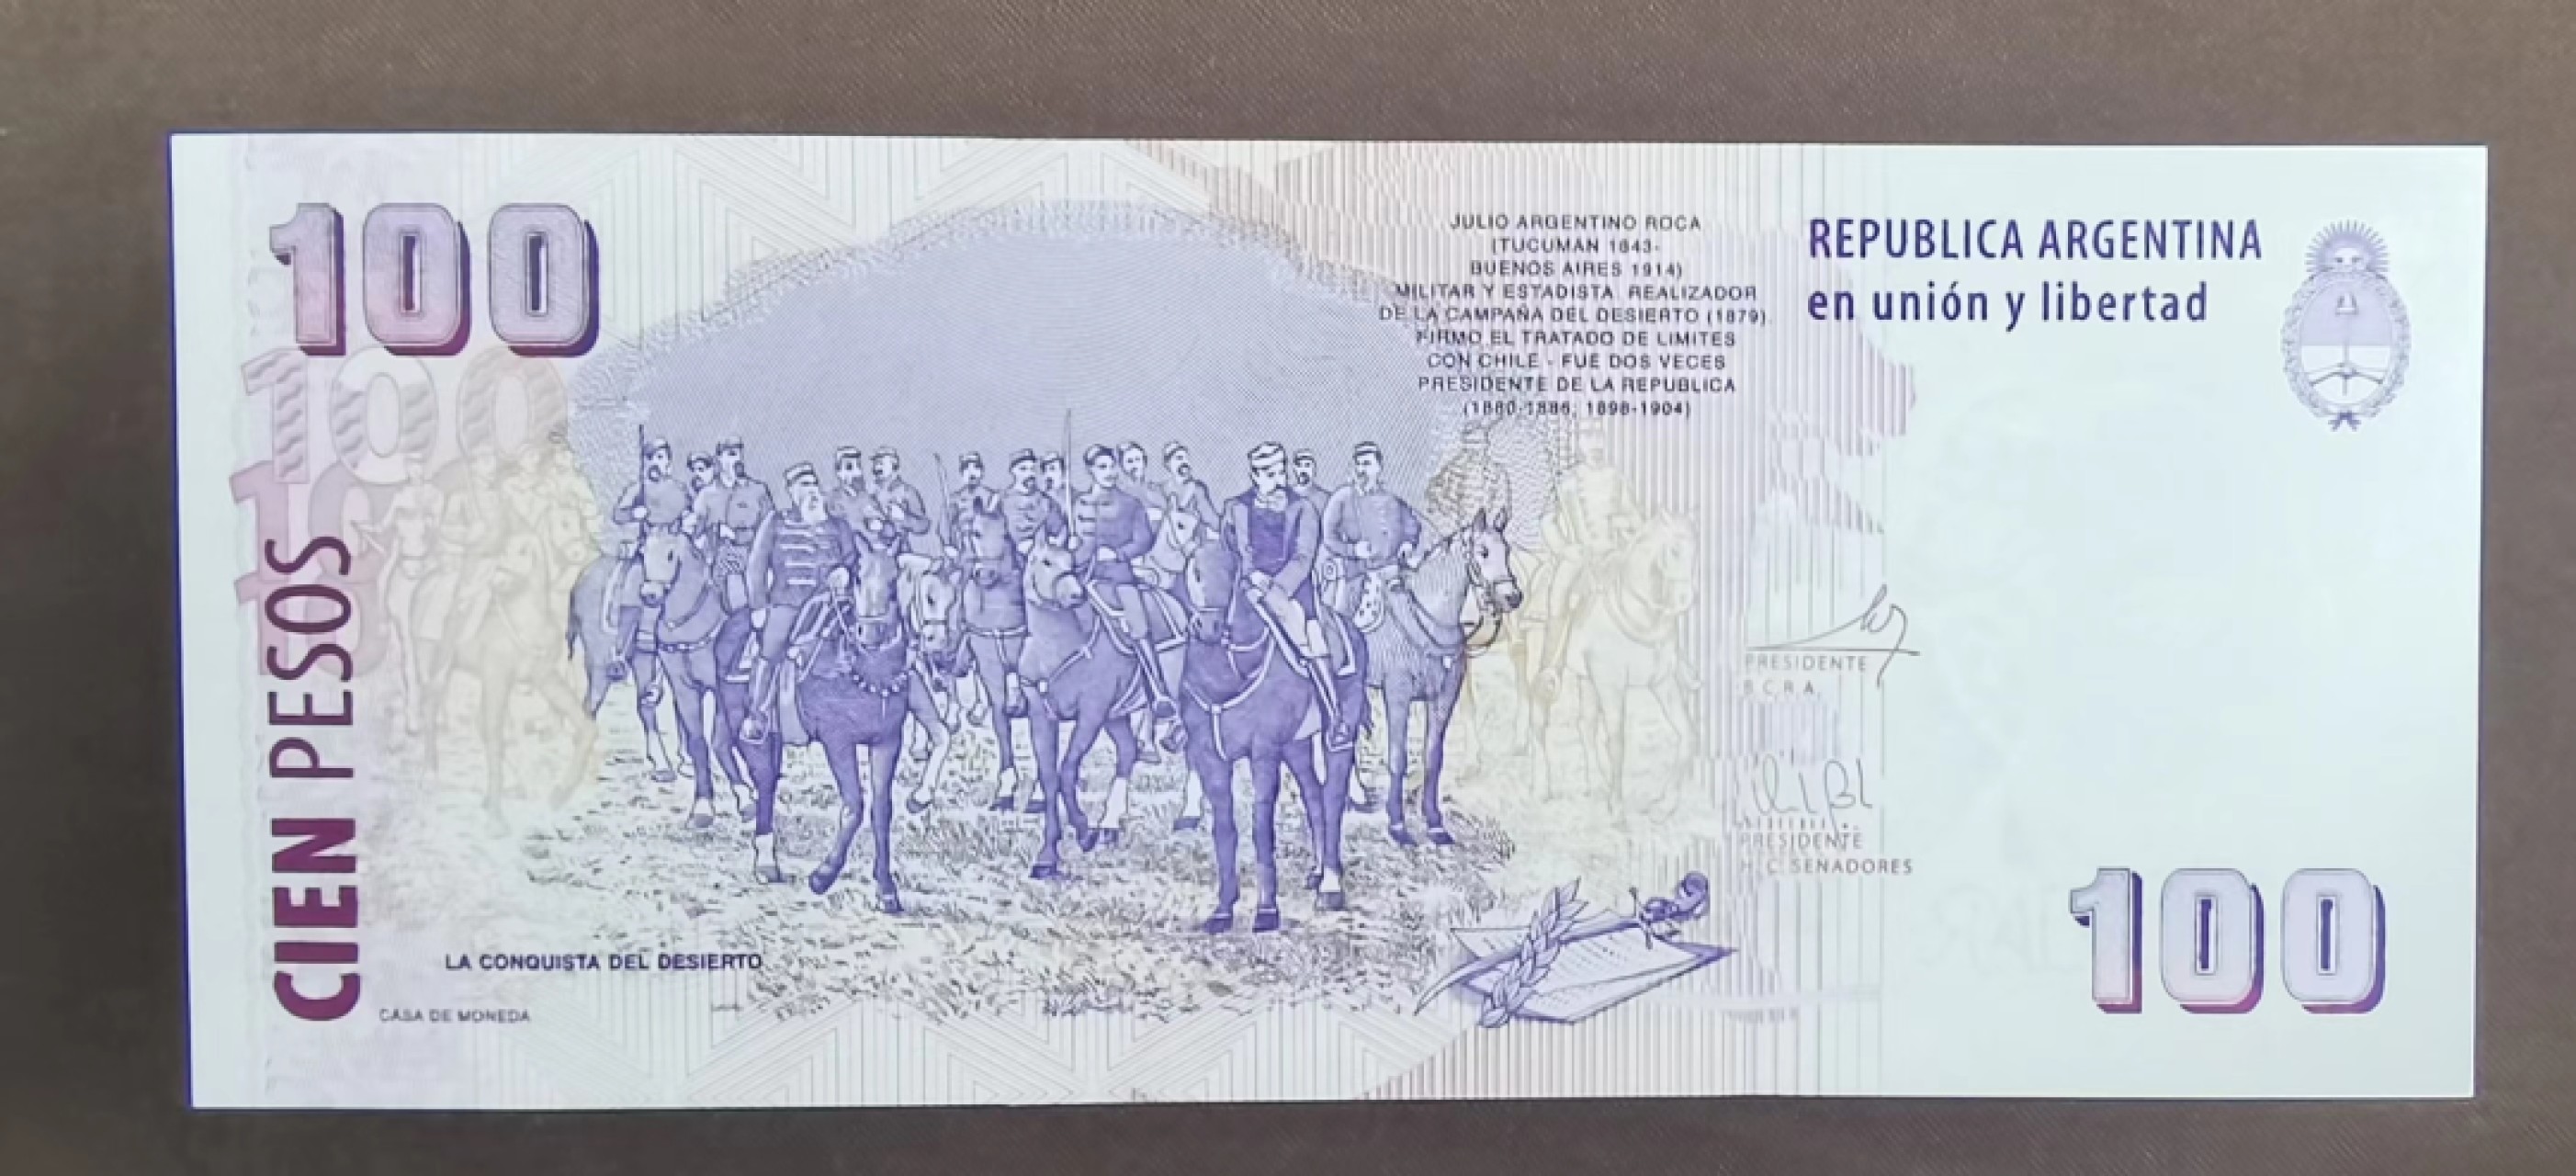 100
JULIO ARGENTINO ROCA
(TUCUMAN 1843-
BUENOS AIRES 1914)
MILITAR Y ESTADISTA. REALIZADOR
DE LA CAMPAÑA DEL DESIERTO (1879).
FIRMO EL TRATADO DE LIMITES
CON CHILE - FUE DOS VECES
PRESIDENTE DE LA REPUBLICA
(1880-1886; 1898-1904)
REPUBLICA ARGENTINA
en unión y libertad
100
CIEN PESOS
PRESIDENTE
B.C.R.A.
PRESIDENTE
H. C. SENADORES
LA CONQUISTA DEL DESIERTO
CASA DE MONEDA
100